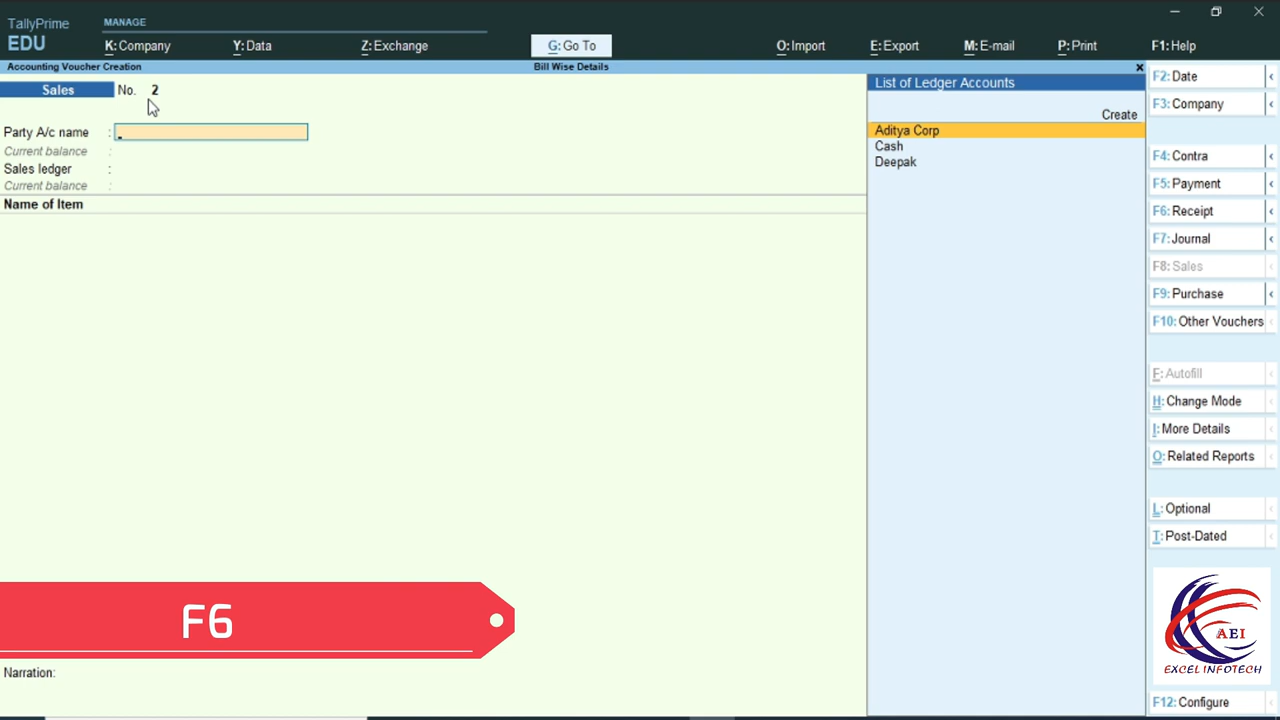 TallyPrime
EDU
MANAGE
K: Company
Y: Data
Z: Exchange
G: Go To
O: Import
E: Export
M: E-mail
P: Print
F1: Help
Accounting Voucher Creation
Bill Wise Details
Sales
No. 2
Party A/c name :
Current balance :
Sales ledger :
Current balance :
Name of Item
List of Ledger Accounts
Create
Aditya Corp
Cash
Deepak
F2: Date
F3: Company
F4: Contra
F5: Payment
F6: Receipt
F7: Journal
F8: Sales
F9: Purchase
F10: Other Vouchers
F: Autofill
H: Change Mode
I: More Details
O: Related Reports
L: Optional
T: Post-Dated
F6
Narration:
AEI
EXCEL INFOTECH
F12: Configure